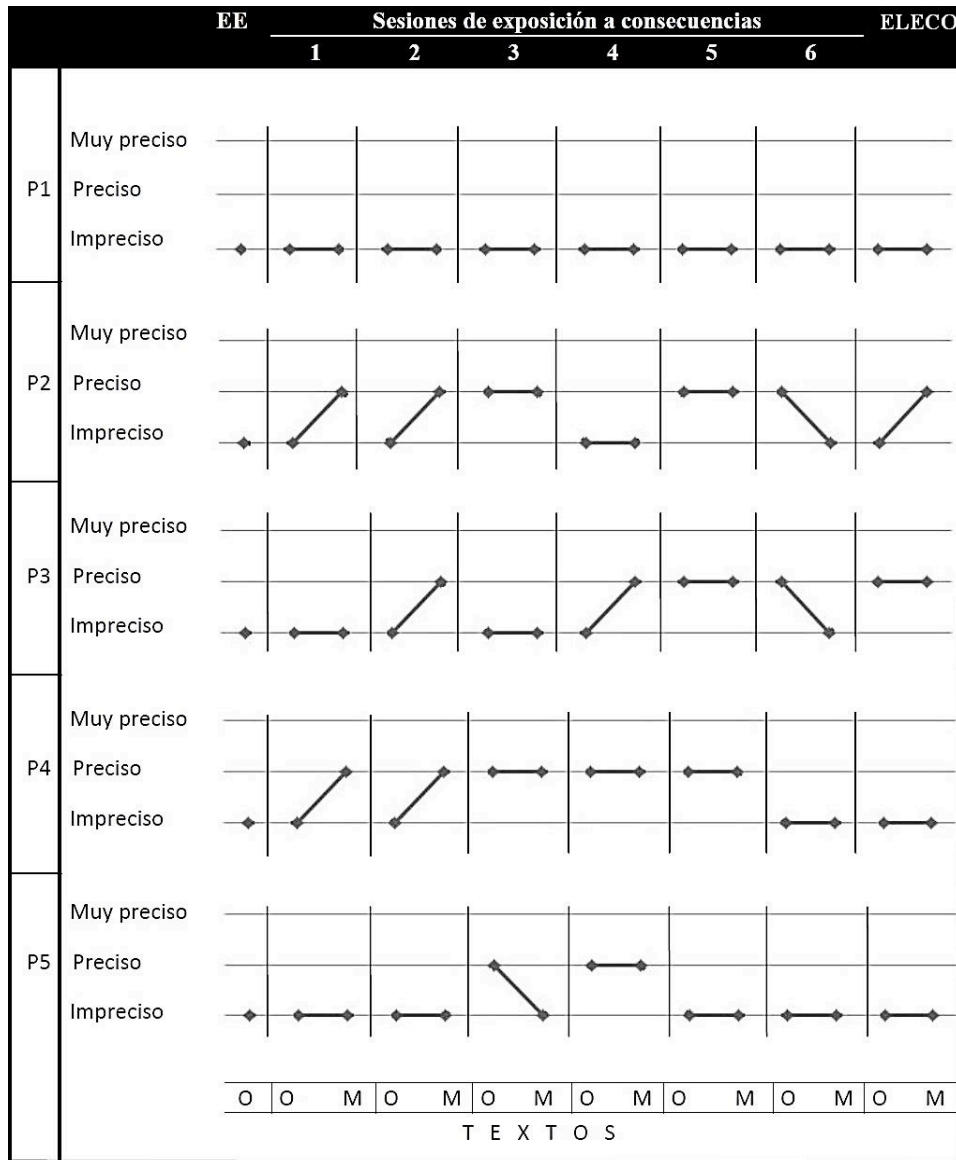 EE Sesiones de exposición a consecuencias ELECO
1 2 3 4 5 6
Muy preciso
P1 Preciso
Impreciso
Muy preciso
P2 Preciso
Impreciso
Muy preciso
P3 Preciso
Impreciso
Muy preciso
P4 Preciso
Impreciso
Muy preciso
P5 Preciso
Impreciso
O O M O M O M O M O M O M O M
T E X T O S